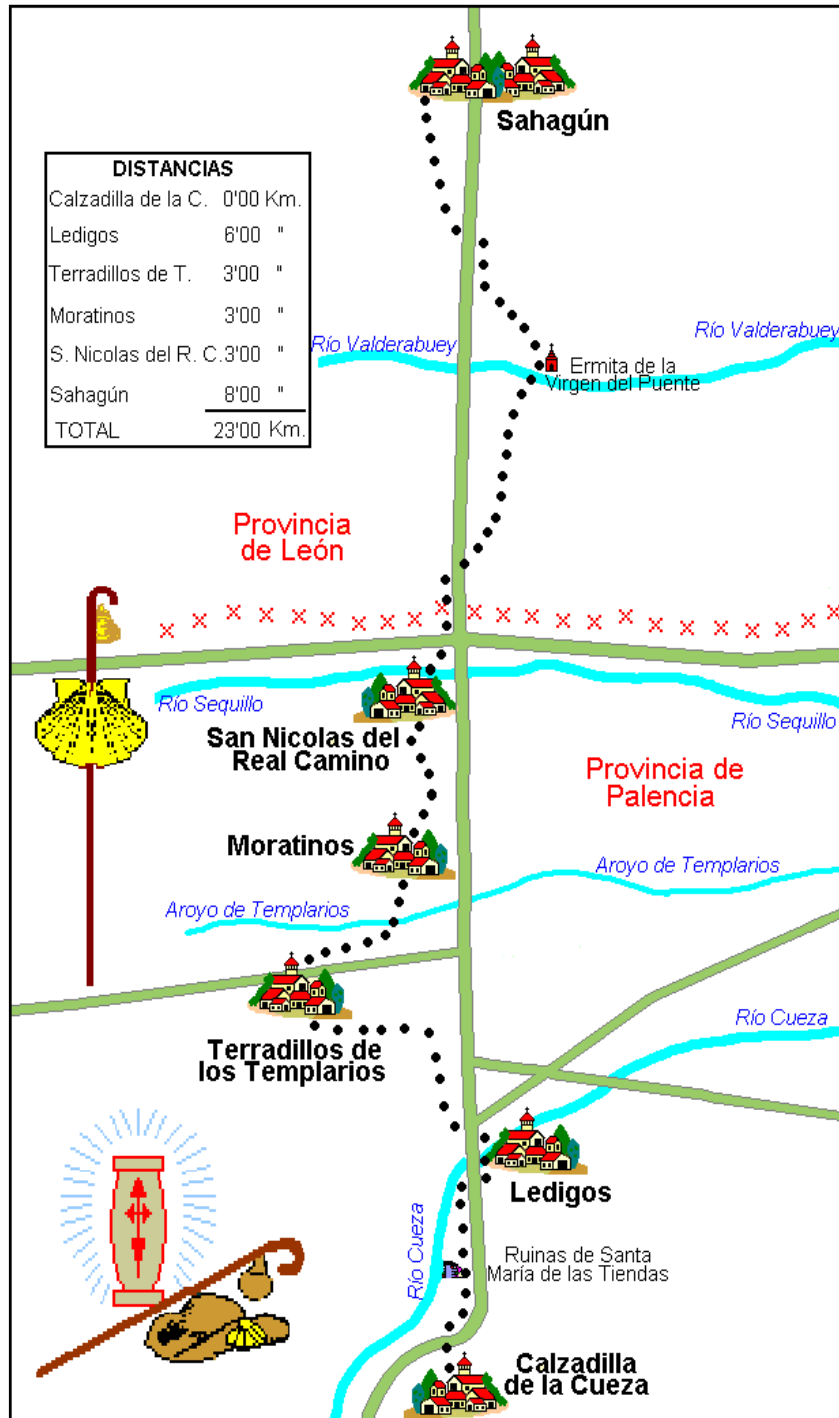 Sahagún
DISTANCIAS
Calzadilla de la C. 0'00 Km.
Ledigos 6'00 "
Terradillos de T. 3'00 "
Moratinos 3'00 "
S. Nicolas del R. C. 3'00 "
Sahagún 8'00 "
TOTAL 23'00 Km.
Río Valderabuey
Río Valderabuey
Ermita de la
Virgen del Puente
Provincia
de León
Río Sequillo
Río Sequillo
San Nicolas del
Real Camino
Provincia de
Palencia
Moratinos
Aroyo de Templarios
Aroyo de Templarios
Río Cueza
Terradillos de
los Templarios
Ledigos
Río Cueza
Ruinas de Santa
María de las Tiendas
Calzadilla
de la Cueza